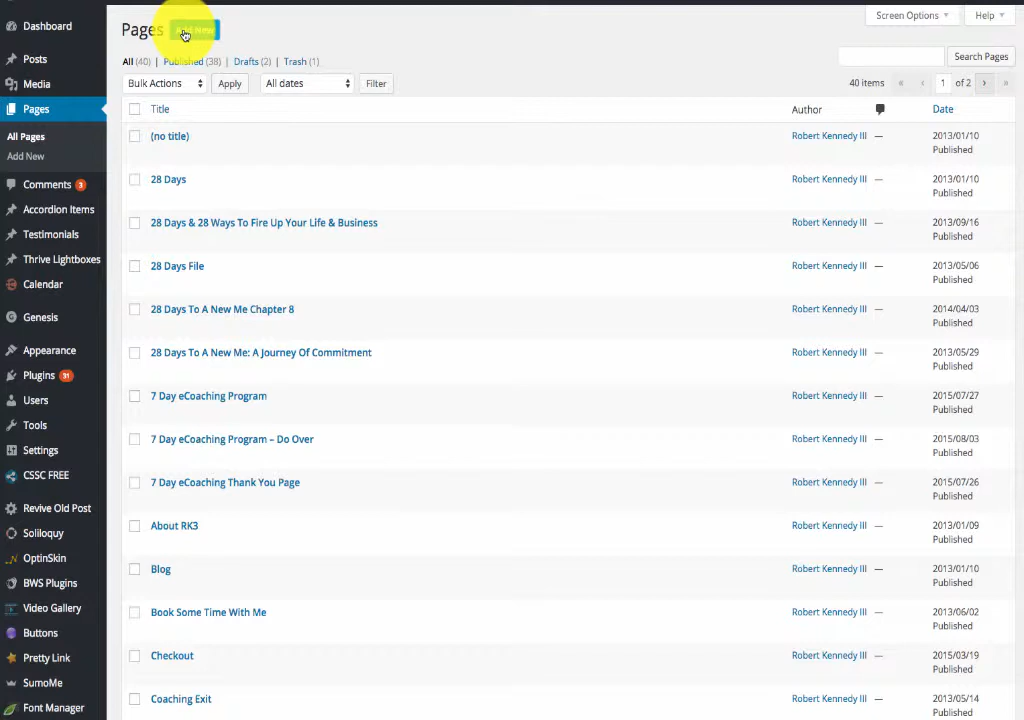 Dashboard
Posts
Media
Pages
All Pages
Add New
Comments 3
Accordion Items
Testimonials
Thrive Lightboxes
Calendar
Genesis
Appearance
Plugins 31
Users
Tools
Settings
CSSC FREE
Revive Old Post
Soliloquy
OptinSkin
BWS Plugins
Video Gallery
Buttons
Pretty Link
SumoMe
Font Manager
Screen Options Help
Pages Add New
All (40) | Published (38) | Drafts (2) | Trash (1)
Search Pages
Bulk Actions Apply All dates Filter 40 items « ‹ 1 of 2 › »
Title Author Date
(no title) Robert Kennedy III — 2013/01/10
Published
28 Days Robert Kennedy III — 2013/01/10
Published
28 Days & 28 Ways To Fire Up Your Life & Business Robert Kennedy III — 2013/09/16
Published
28 Days File Robert Kennedy III — 2013/05/06
Published
28 Days To A New Me Chapter 8 Robert Kennedy III — 2014/04/03
Published
28 Days To A New Me: A Journey Of Commitment Robert Kennedy III — 2013/05/29
Published
7 Day eCoaching Program Robert Kennedy III — 2015/07/27
Published
7 Day eCoaching Program – Do Over Robert Kennedy III — 2015/08/03
Published
7 Day eCoaching Thank You Page Robert Kennedy III — 2015/07/26
Published
About RK3 Robert Kennedy III — 2013/01/09
Published
Blog Robert Kennedy III — 2013/01/10
Published
Book Some Time With Me Robert Kennedy III — 2013/06/02
Published
Checkout Robert Kennedy III — 2015/03/19
Published
Coaching Exit Robert Kennedy III — 2013/05/14
Published